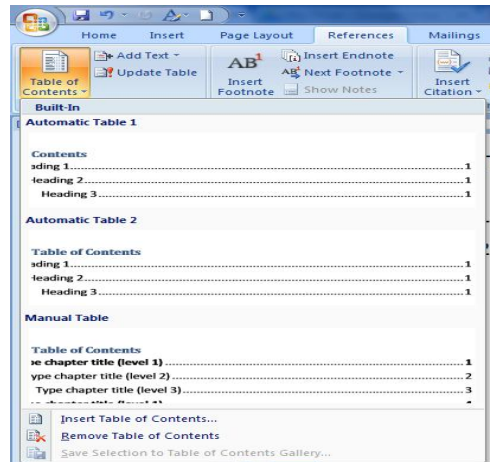 Home Insert Page Layout References Mailings
Add Text
Insert Endnote
Update Table
AB¹
AB Next Footnote
Table of Contents
Insert Footnote
Show Notes
Insert Citation
Built-In
Automatic Table 1
Contents
ading 1 1
Heading 2 1
Heading 3 1
Automatic Table 2
Table of Contents
ading 1 1
Heading 2 1
Heading 3 1
Manual Table
Table of Contents
pe chapter title (level 1) 1
ype chapter title (level 2) 2
Type chapter title (level 3) 3
Insert Table of Contents...
Remove Table of Contents
Save Selection to Table of Contents Gallery...